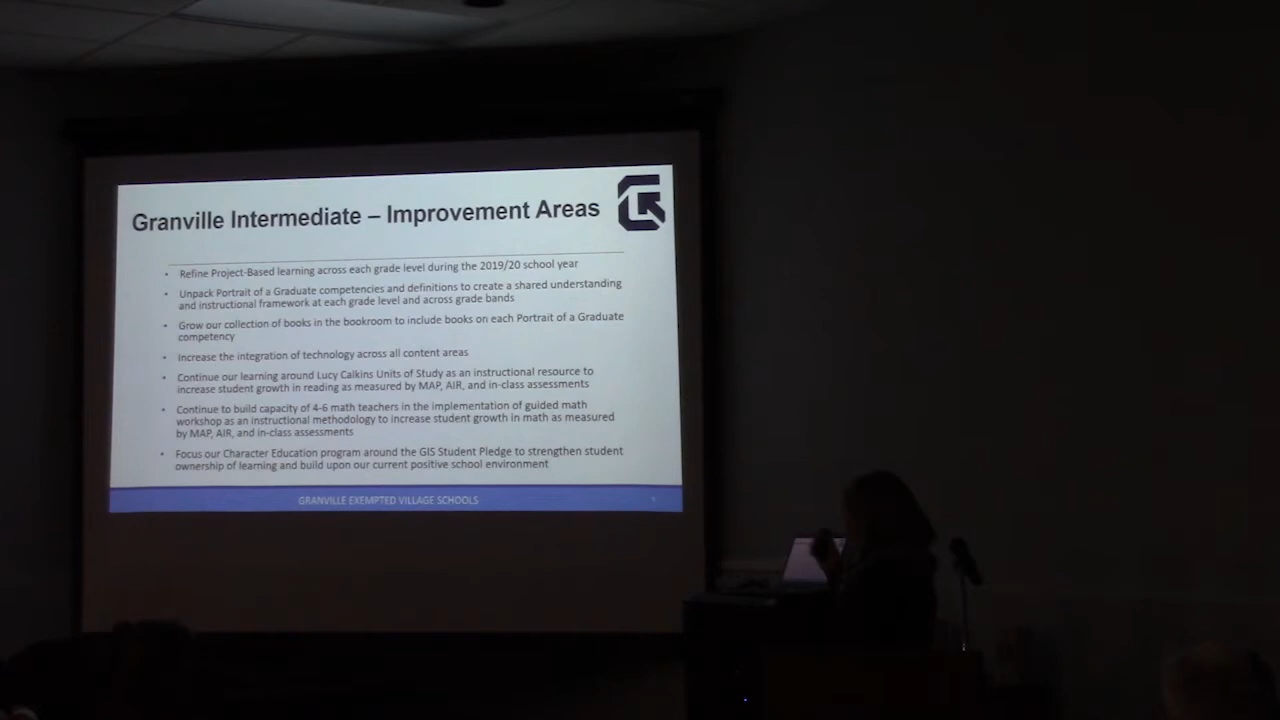 Granville Intermediate – Improvement Areas
• Refine Project-Based learning across each grade level during the 2019/20 school year
• Unpack Portrait of a Graduate competencies and definitions to create a shared understanding
and instructional framework at each grade level and across grade bands
• Grow our collection of books in the bookroom to include books on each Portrait of a Graduate
competency
• Increase the integration of technology across all content areas
• Continue our learning around Lucy Calkins Units of Study as an instructional resource to
increase student growth in reading as measured by MAP, AIR, and in-class assessments
• Continue to build capacity of 4-6 math teachers in the implementation of guided math
workshop as an instructional methodology to increase student growth in math as measured
by MAP, AIR, and in-class assessments
• Focus our Character Education program around the GIS Student Pledge to strengthen student
ownership of learning and build upon our current positive school environment
GRANVILLE EXEMPTED VILLAGE SCHOOLS